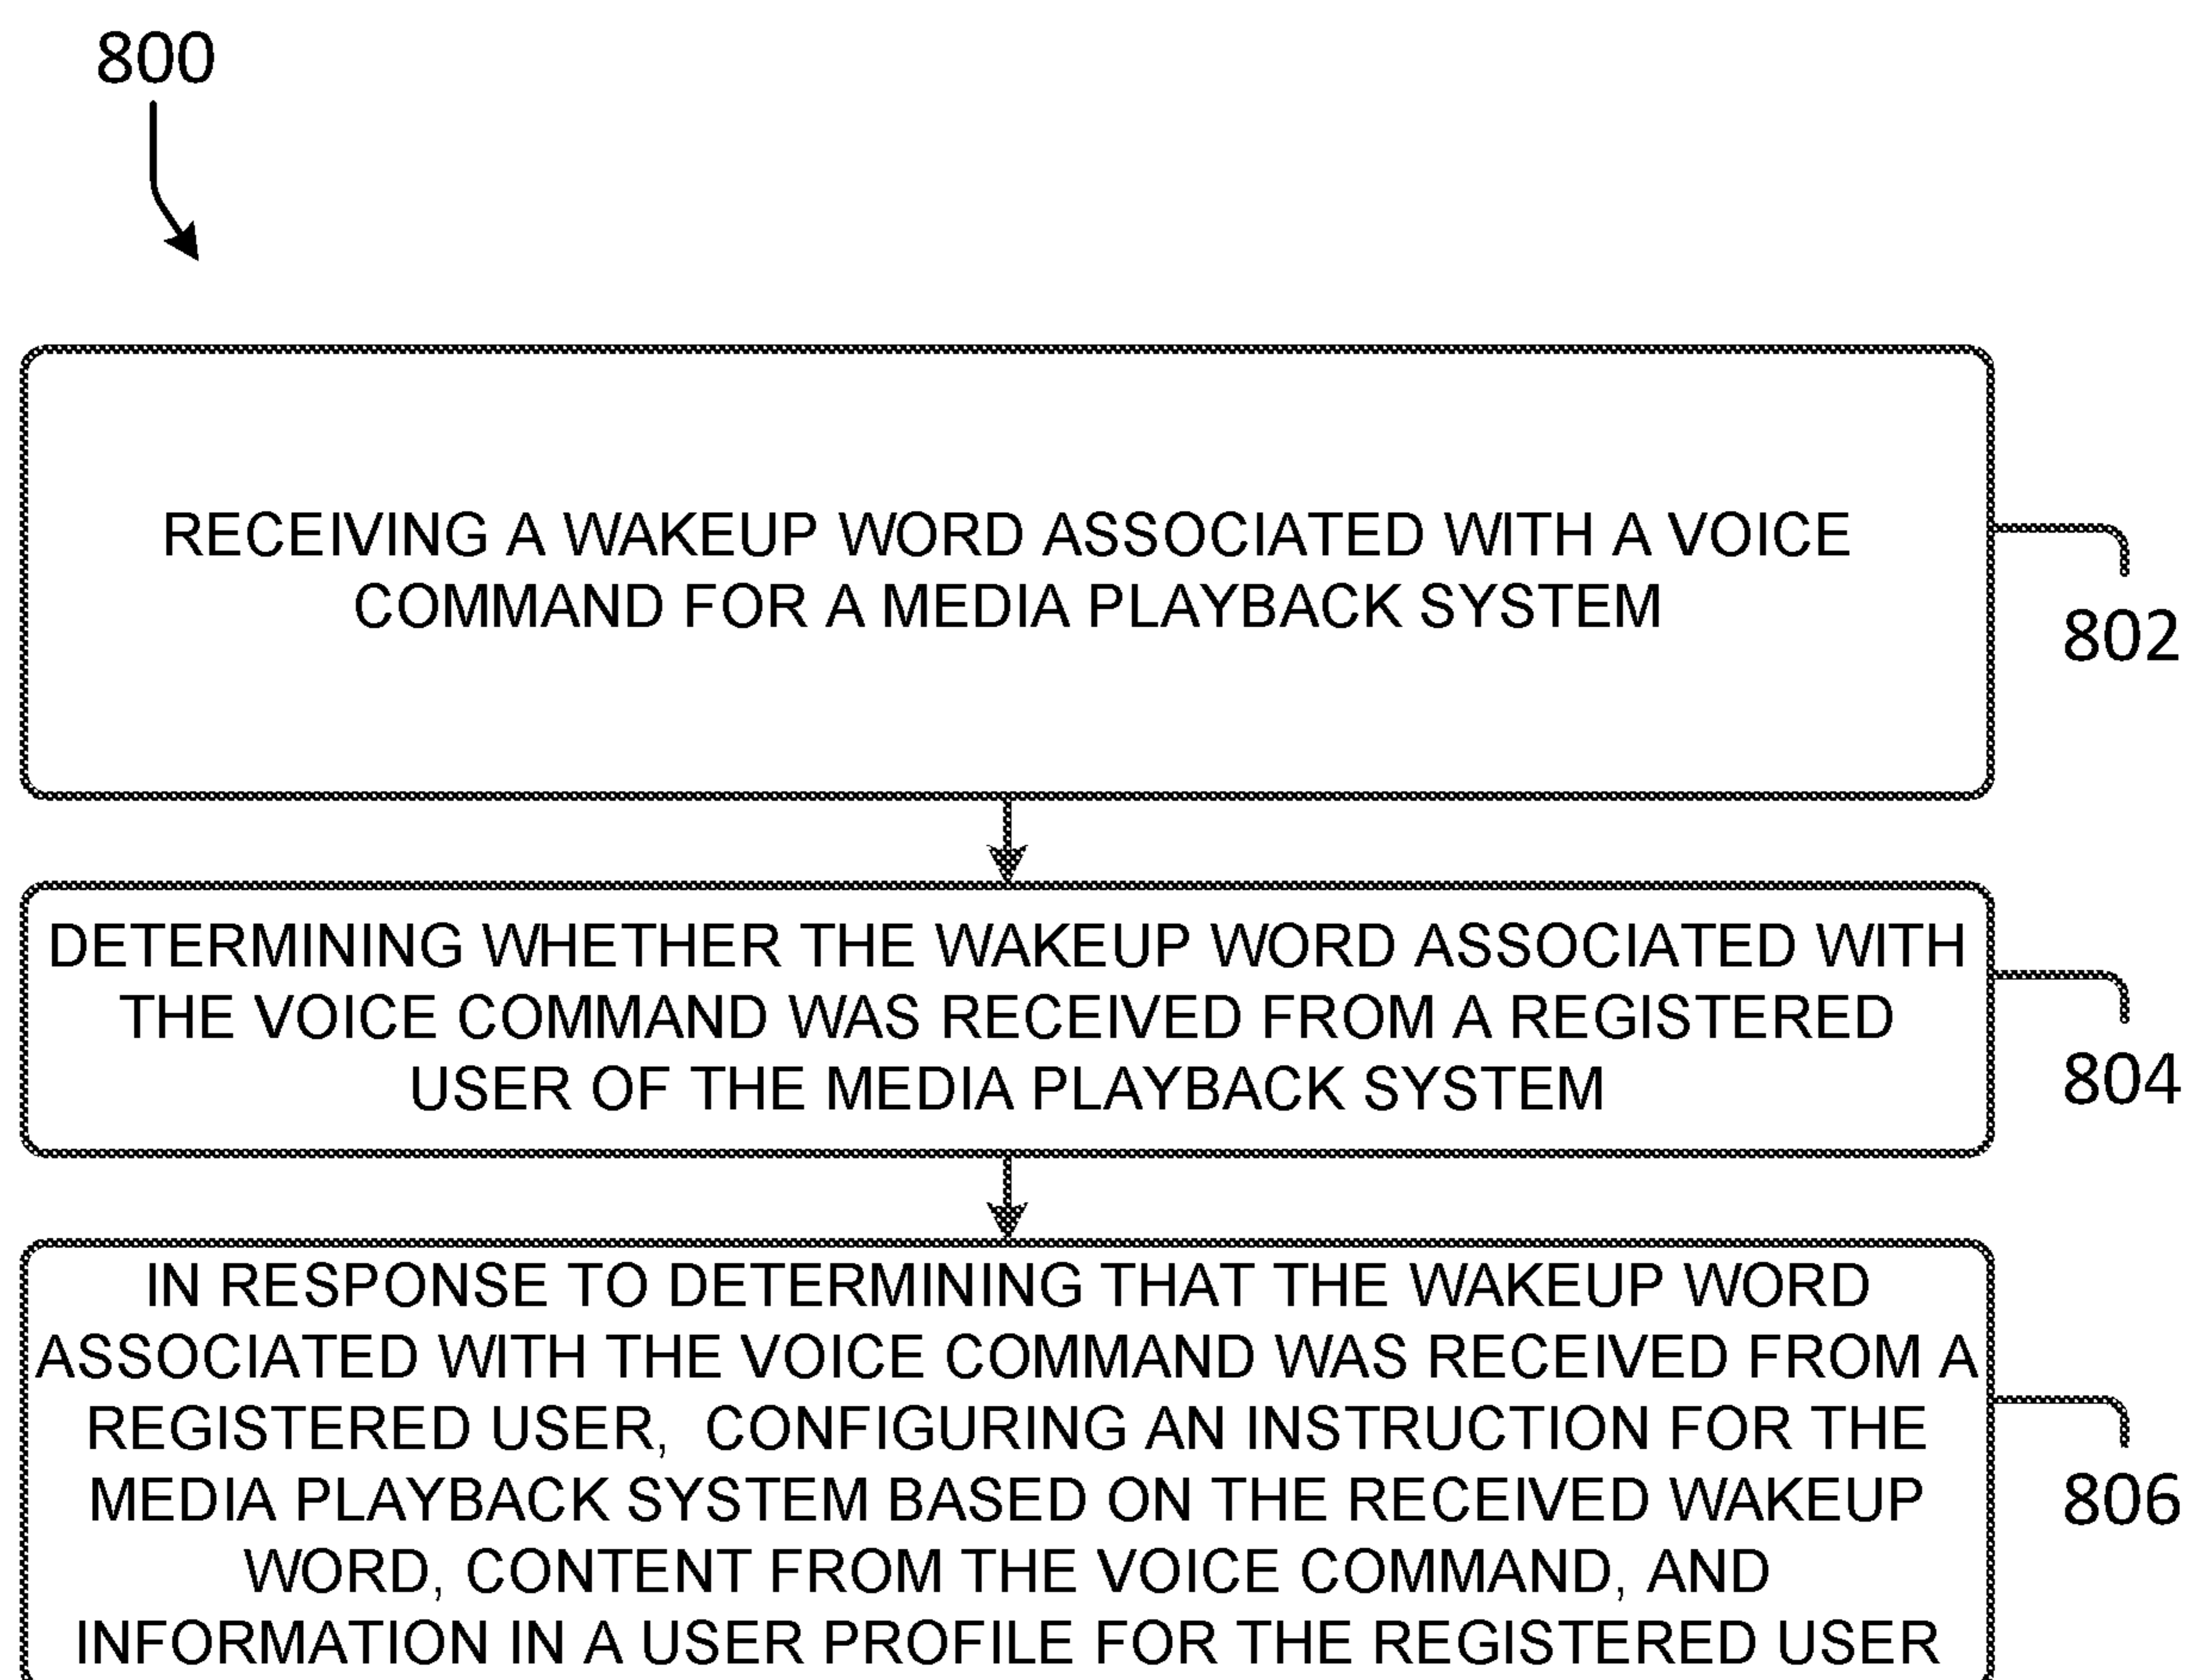 800
RECEIVING A WAKEUP WORD ASSOCIATED WITH A VOICE
COMMAND FOR A MEDIA PLAYBACK SYSTEM
802
DETERMINING WHETHER THE WAKEUP WORD ASSOCIATED WITH
THE VOICE COMMAND WAS RECEIVED FROM A REGISTERED
USER OF THE MEDIA PLAYBACK SYSTEM
804
IN RESPONSE TO DETERMINING THAT THE WAKEUP WORD
ASSOCIATED WITH THE VOICE COMMAND WAS RECEIVED FROM A
REGISTERED USER, CONFIGURING AN INSTRUCTION FOR THE
MEDIA PLAYBACK SYSTEM BASED ON THE RECEIVED WAKEUP
WORD, CONTENT FROM THE VOICE COMMAND, AND
INFORMATION IN A USER PROFILE FOR THE REGISTERED USER
806